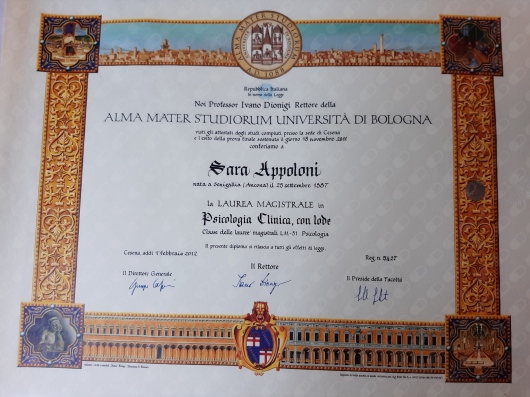 ALMA MATER STUDIORUM
A.D. 1088
Repubblica Italiana
In nome della Legge
Noi Professor Ivano Dionigi Rettore della
ALMA MATER STUDIORUM UNIVERSITÀ DI BOLOGNA
visti gli attestati degli studi compiuti presso la sede di Cesena
e l'esito della prova finale sostenuta il giorno 18 novembre 2011
conferiamo a
Sara Appoloni
nata a Senigallia (Ancona) il 25 settembre 1987
la LAUREA MAGISTRALE in
Psicologia Clinica, con lode
Classe delle lauree magistrali LM-51 Psicologia
Il presente diploma si rilascia a tutti gli effetti di legge.
Cesena, addì 1 febbraio 2012
Reg. n.
Il Direttore Generale
Il Rettore
Il Preside della Facoltà